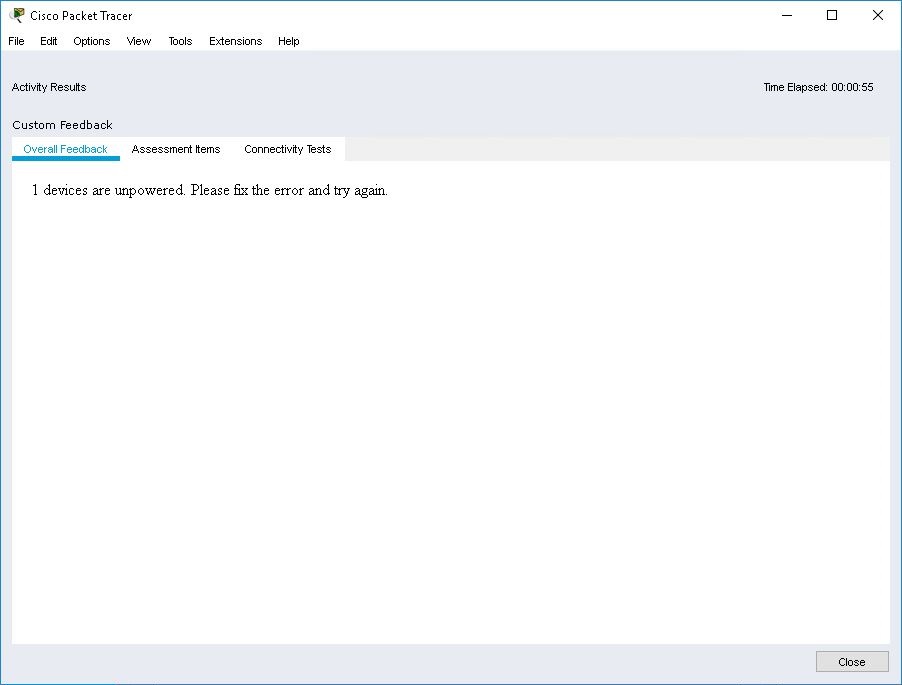 Cisco Packet Tracer
File Edit Options View Tools Extensions Help
Activity Results Time Elapsed: 00:00:55
Custom Feedback
Overall Feedback Assessment Items Connectivity Tests
1 devices are unpowered. Please fix the error and try again.
Close